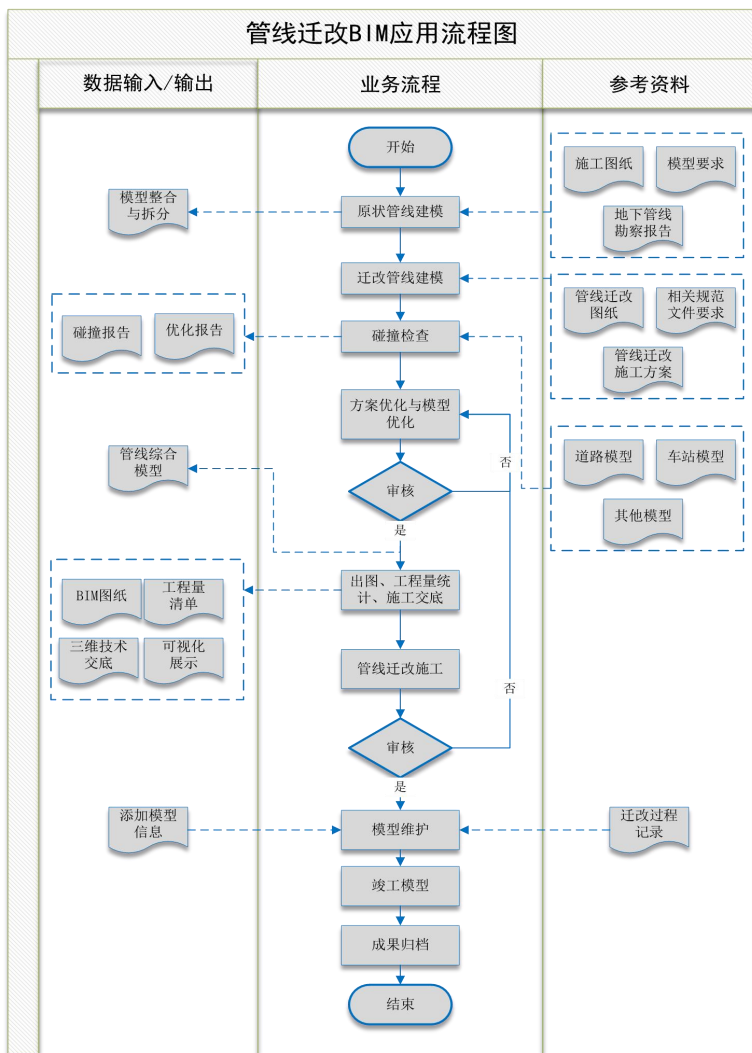 管线迁改BIM应用流程图
数据输入/输出
业务流程
参考资料
开始
施工图纸
模型要求
地下管线
勘察报告
模型整合
与拆分
原状管线建模
迁改管线建模
管线迁改
图纸
相关规范
文件要求
管线迁改
施工方案
碰撞报告
优化报告
碰撞检查
方案优化与模型
优化
道路模型
车站模型
其他模型
管线综合
模型
审核
否
是
出图、工程量统
计、施工交底
BIM图纸
工程量
清单
三维技术
交底
可视化
展示
管线迁改施工
否
审核
是
添加模型
信息
模型维护
迁改过程
记录
竣工模型
成果归档
结束